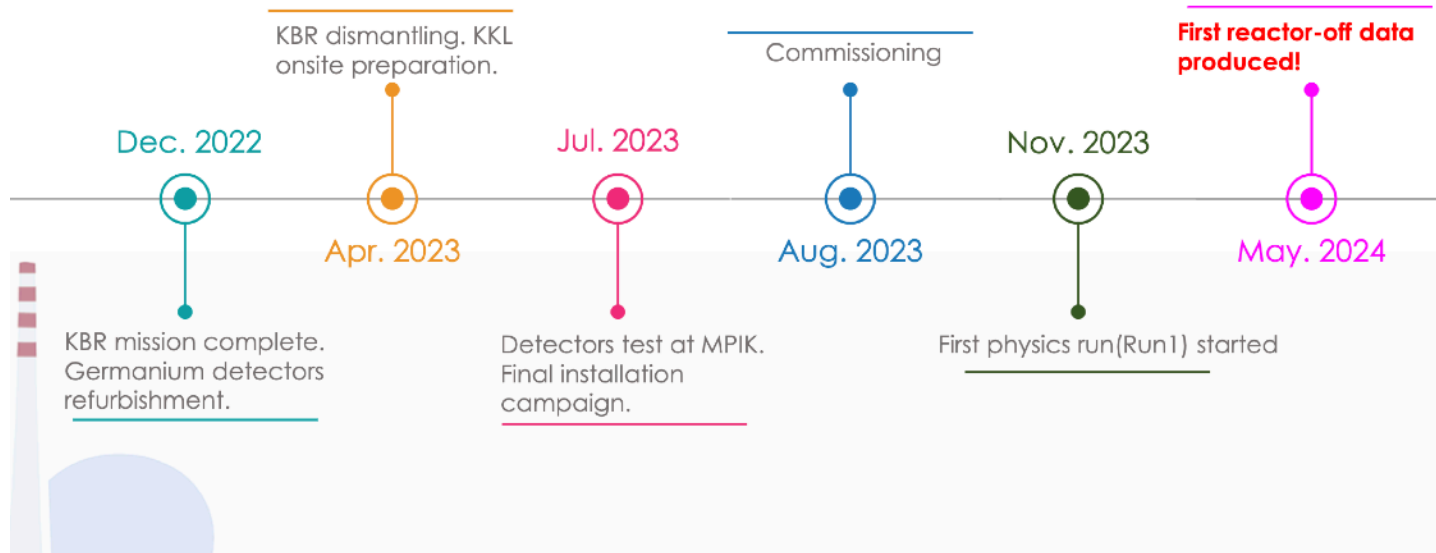 KBR dismantling. KKL
onsite preparation.
Commissioning
First reactor-off data
produced!
Dec. 2022
Jul. 2023
Nov. 2023
Apr. 2023
Aug. 2023
May. 2024
KBR mission complete.
Germanium detectors
refurbishment.
Detectors test at MPIK.
Final installation
campaign.
First physics run(Run1) started